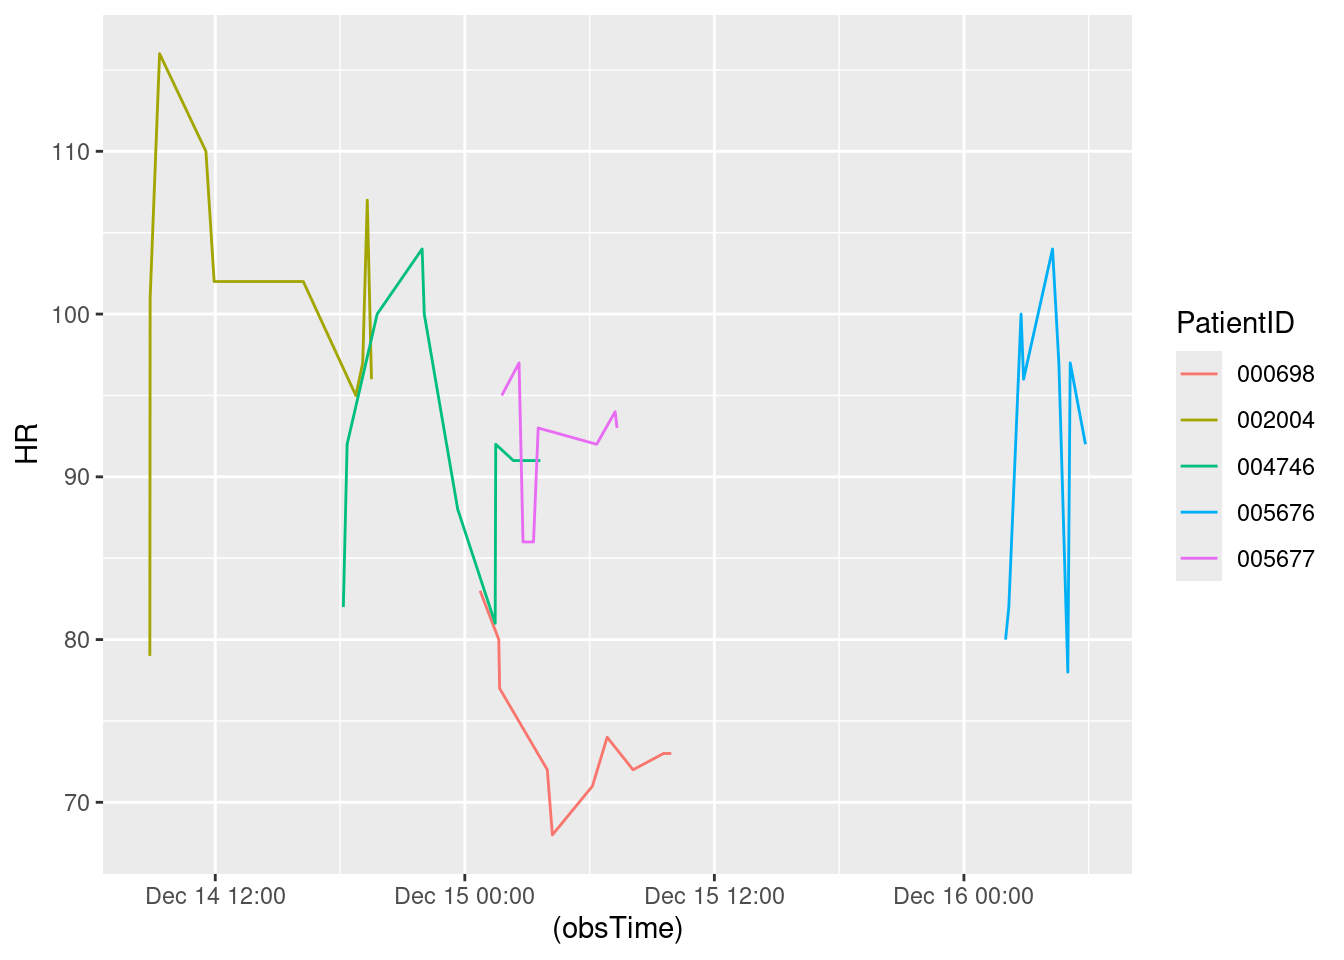 110
100
90
80
70
HR
Dec 14 12:00
Dec 15 00:00
Dec 15 12:00
Dec 16 00:00
(obsTime)
PatientID
000698
002004
004746
005676
005677